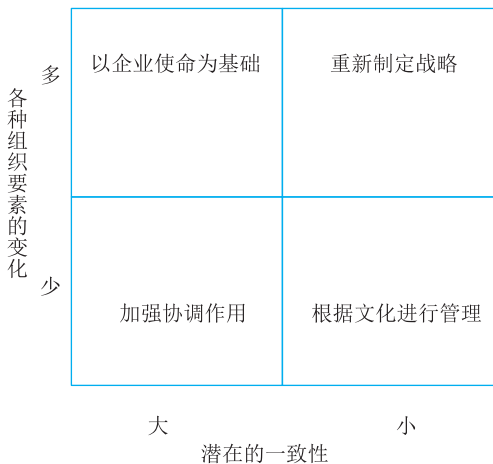 各种组织要素的变化
多
以企业使命为基础
重新制定战略
少
加强协调作用
根据文化进行管理
大
小
潜在的一致性